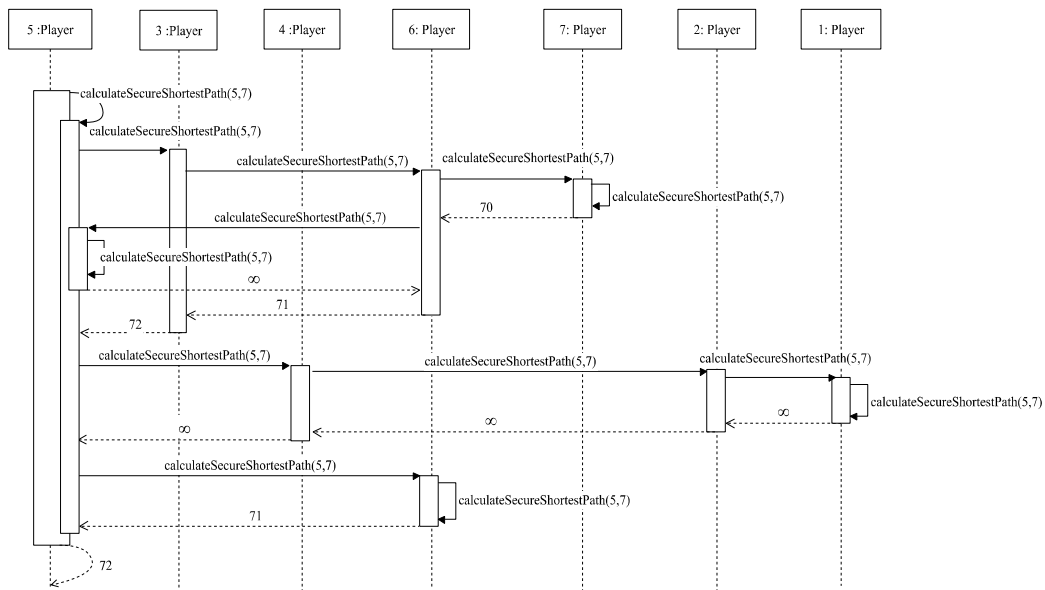 5 :Player
3 :Player
4 :Player
6: Player
7: Player
2: Player
1: Player
calculateSecureShortestPath(5,7)
calculateSecureShortestPath(5,7)
calculateSecureShortestPath(5,7)
calculateSecureShortestPath(5,7)
calculateSecureShortestPath(5,7)
70
calculateSecureShortestPath(5,7)
calculateSecureShortestPath(5,7)
∞
71
72
calculateSecureShortestPath(5,7)
calculateSecureShortestPath(5,7)
calculateSecureShortestPath(5,7)
calculateSecureShortestPath(5,7)
∞
∞
∞
calculateSecureShortestPath(5,7)
calculateSecureShortestPath(5,7)
71
72